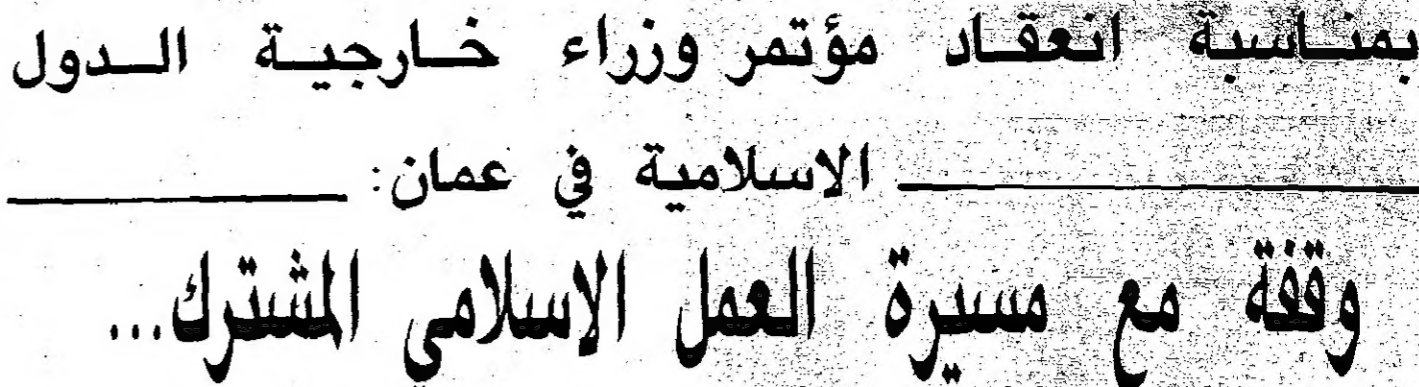 بمناسبة انعقاد مؤتمر وزراء خارجية الدول
الاسلامية في عمان:
وقفة مع مسيرة العمل الاسلامي المشترك...